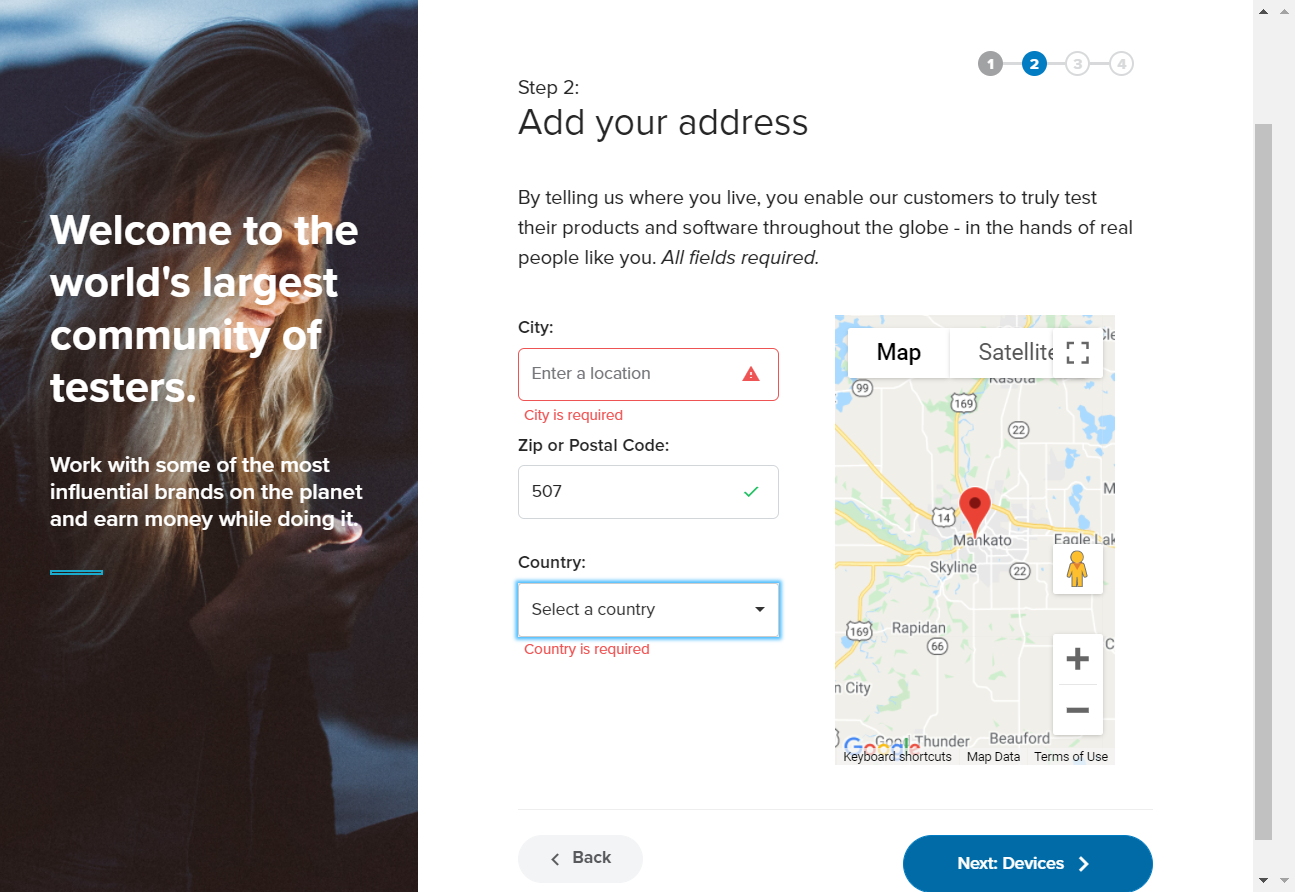 Welcome to the
world's largest
community of
testers.
Work with some of the most
influential brands on the planet
and earn money while doing it.
1 2 3 4
Step 2:
Add your address
By telling us where you live, you enable our customers to truly test
their products and software throughout the globe - in the hands of real
people like you. All fields required.
City:
Enter a location
City is required
Zip or Postal Code:
507
Country:
Select a country
Country is required
Map
Satellite
Kasota
99
169
22
14
Mankato
Eagle Lak
Skyline
22
169
Rapidan
66
n City
Good Thunder
Beauford
Google
Keyboard shortcuts
Map Data
Terms of Use
Back
Next: Devices